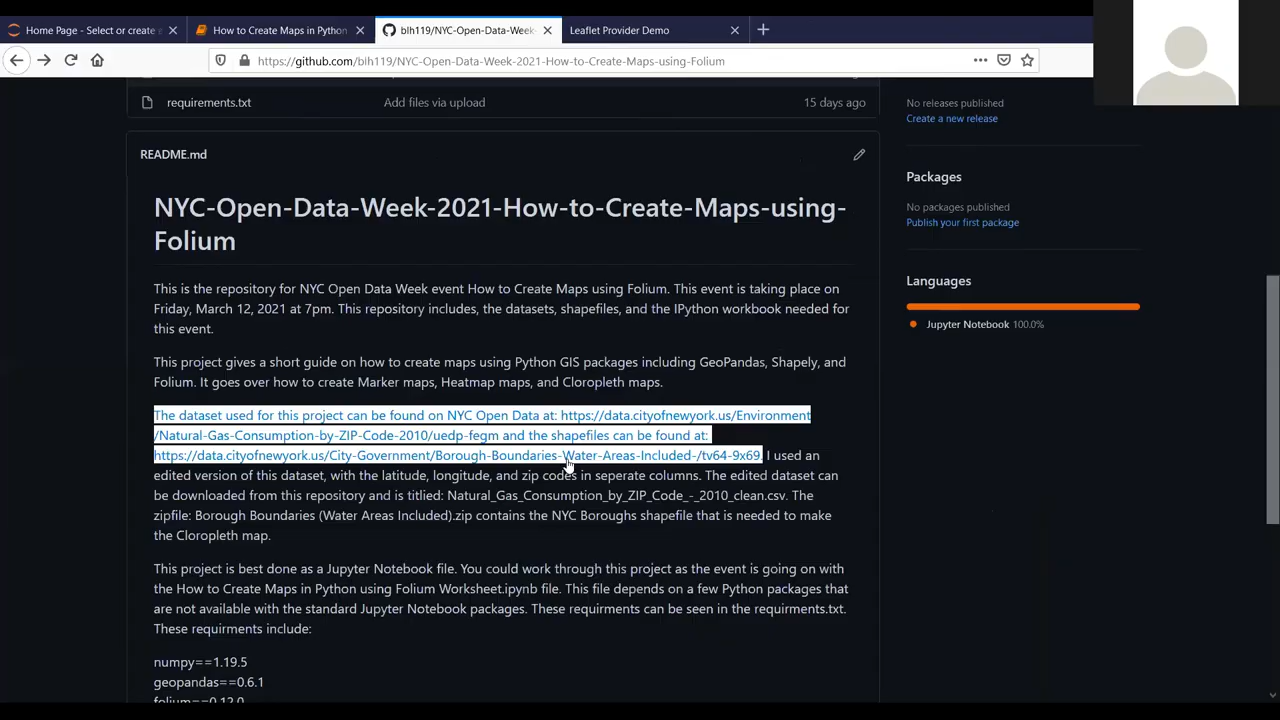 Home Page - Select or create
How to Create Maps in Python
blh119/NYC-Open-Data-Week-
Leaflet Provider Demo
https://github.com/blh119/NYC-Open-Data-Week-2021-How-to-Create-Maps-using-Folium
requirements.txt
Add files via upload
15 days ago
No releases published
Create a new release
README.md
Packages
No packages published
Publish your first package
Languages
Jupyter Notebook 100.0%
NYC-Open-Data-Week-2021-How-to-Create-Maps-using-
Folium
This is the repository for NYC Open Data Week event How to Create Maps using Folium. This event is taking place on
Friday, March 12, 2021 at 7pm. This repository includes, the datasets, shapefiles, and the IPython workbook needed for
this event.
This project gives a short guide on how to create maps using Python GIS packages including GeoPandas, Shapely, and
Folium. It goes over how to create Marker maps, Heatmap maps, and Cloropleth maps.
The dataset used for this project can be found on NYC Open Data at: https://data.cityofnewyork.us/Environment
/Natural-Gas-Consumption-by-ZIP-Code-2010/uedp-fegm and the shapefiles can be found at:
https://data.cityofnewyork.us/City-Government/Borough-Boundaries-Water-Areas-Included-/tv64-9x69. I used an
edited version of this dataset, with the latitude, longitude, and zip codes in seperate columns. The edited dataset can
be downloaded from this repository and is titlied: Natural_Gas_Consumption_by_ZIP_Code_-_2010_clean.csv. The
zipfile: Borough Boundaries (Water Areas Included).zip contains the NYC Boroughs shapefile that is needed to make
the Cloropleth map.
This project is best done as a Jupyter Notebook file. You could work through this project as the event is going on with
the How to Create Maps in Python using Folium Worksheet.ipynb file. This file depends on a few Python packages that
are not available with the standard Jupyter Notebook packages. These requirments can be seen in the requirments.txt.
These requirments include:
numpy==1.19.5
geopandas==0.6.1
folium==0.12.0